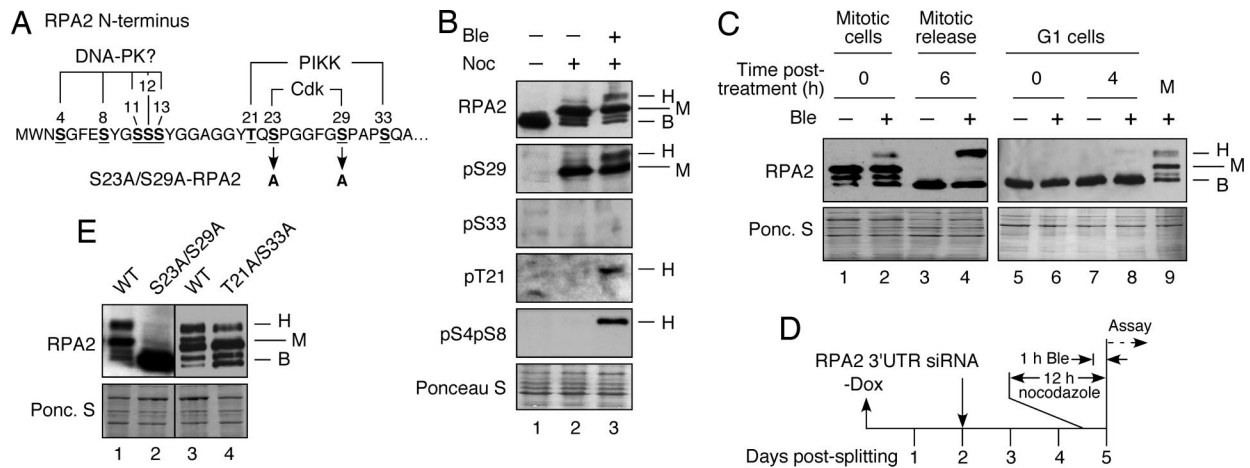 A RPA2 N-terminus
DNA-PK?
12
11 13
PIKK
Cdk
4 8 21 23 29 33
MWNSGFESYGSSSYGGAGGYTQSPGGFGSPAPSQA...
S23A/S29A-RPA2 A A
B
Ble – – +
Noc – + +
RPA2
H
M
B
pS29
H
M
pS33
pT21
H
pS4pS8
H
Ponceau S
1 2 3
C
Mitotic cells
Mitotic release
G1 cells
Time post-treatment (h) 0 6 0 4 M
Ble – + – + – + – + +
RPA2
H
M
B
Ponc. S
1 2 3 4 5 6 7 8 9
D
Assay
1 h Ble
RPA2 3'UTR siRNA
-Dox
12 h
nocodazole
Days post-splitting 1 2 3 4 5
E
WT S23A/S29A WT T21A/S33A
RPA2
H
M
B
Ponc. S
1 2 3 4